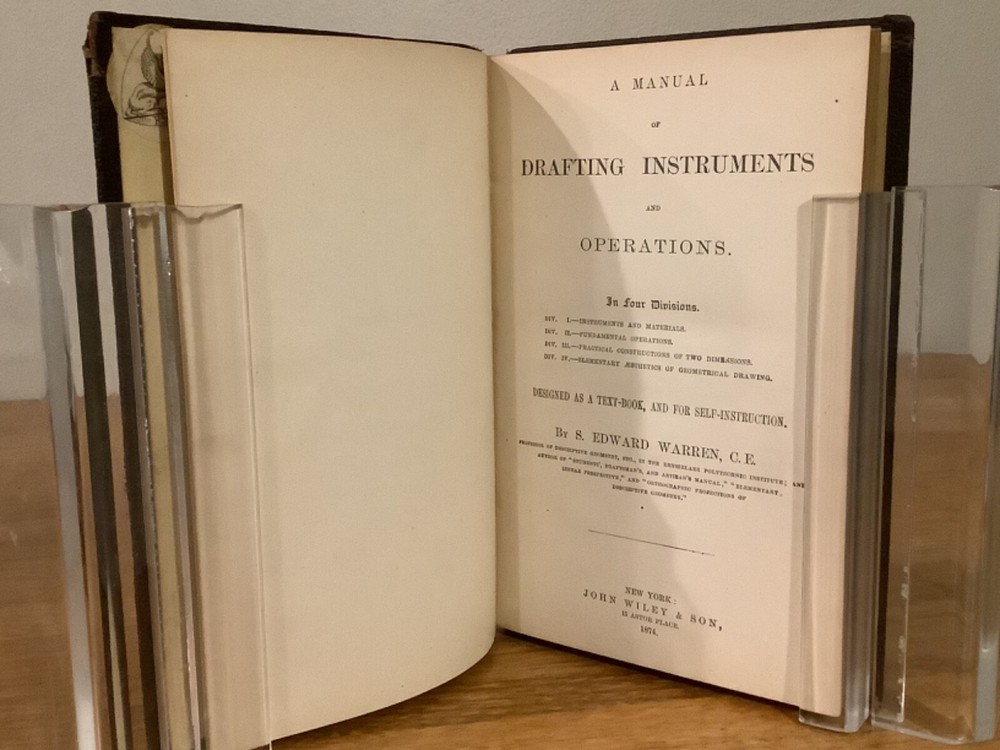 A MANUAL
OF
DRAFTING INSTRUMENTS
AND
OPERATIONS.
In Four Divisions.
DIV. I.—INSTRUMENTS AND MATERIALS.
DIV. II.—FUNDAMENTAL OPERATIONS.
DIV. III.—PRACTICAL CONSTRUCTIONS OF TWO DIMENSIONS.
DIV. IV.—ELEMENTARY ÆSTHETICS OF GEOMETRICAL DRAWING.
DESIGNED AS A TEXT-BOOK, AND FOR SELF-INSTRUCTION.
BY S. EDWARD WARREN, C. E.
PROFESSOR OF DESCRIPTIVE GEOMETRY, ETC., IN THE RENSSELAER POLYTECHNIC INSTITUTE; AND
AUTHOR OF "STUDENTS', DRAFTSMAN'S, AND ARTISAN'S MANUAL," "ELEMENTARY
LINEAR PERSPECTIVE," AND "ORTHOGRAPHIC PROJECTIONS OF
DESCRIPTIVE GEOMETRY."
NEW YORK:
JOHN WILEY & SON,
15 ASTOR PLACE.
1874.